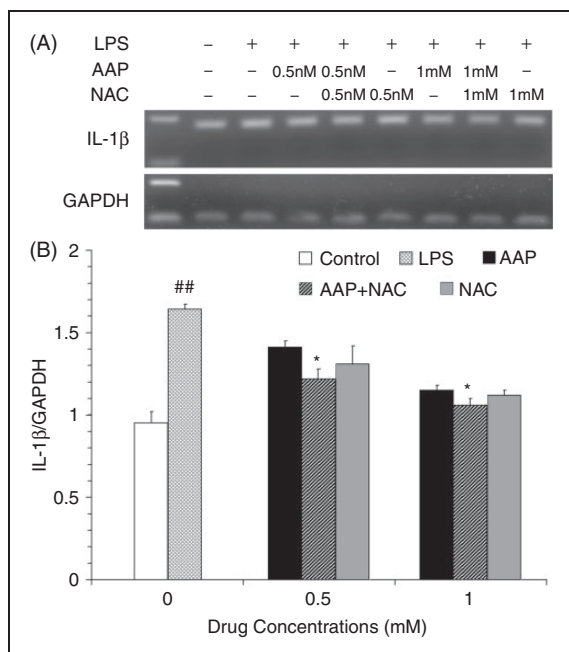 (A) LPS – + + + + + + +
AAP – – 0.5nM 0.5nM – 1mM 1mM –
NAC – – – 0.5nM 0.5nM – 1mM 1mM
IL-1β
GAPDH
(B)
2
Control LPS AAP
##
AAP+NAC NAC
1.5
*
*
1
0.5
0
IL-1β/GAPDH
0 0.5 1
Drug Concentrations (mM)